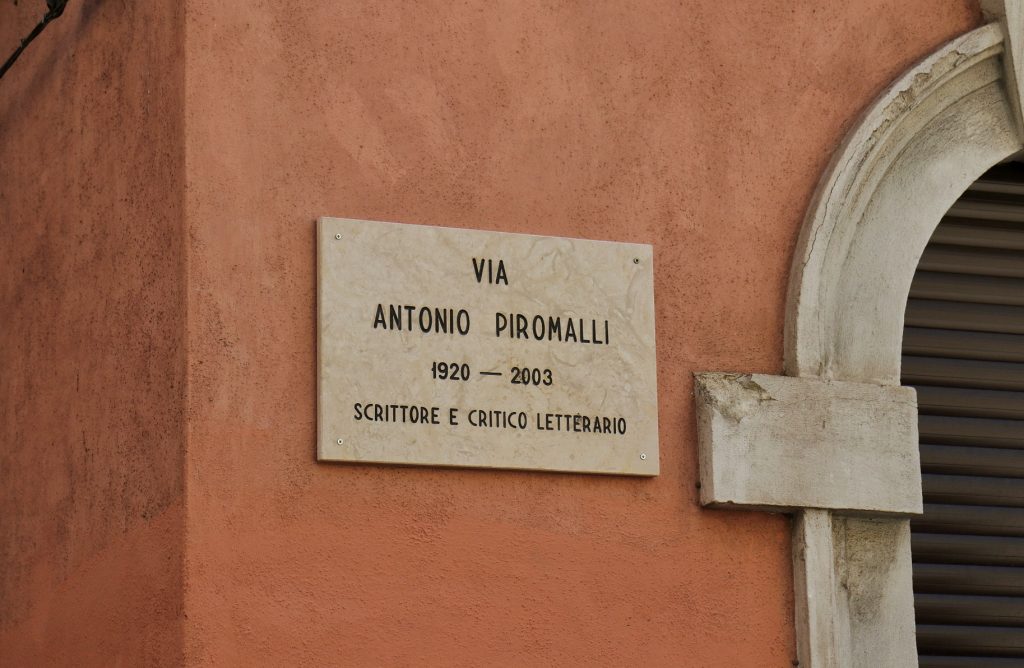 VIA
ANTONIO PIROMALLI
1920 — 2003
SCRITTORE E CRITICO LETTERARIO